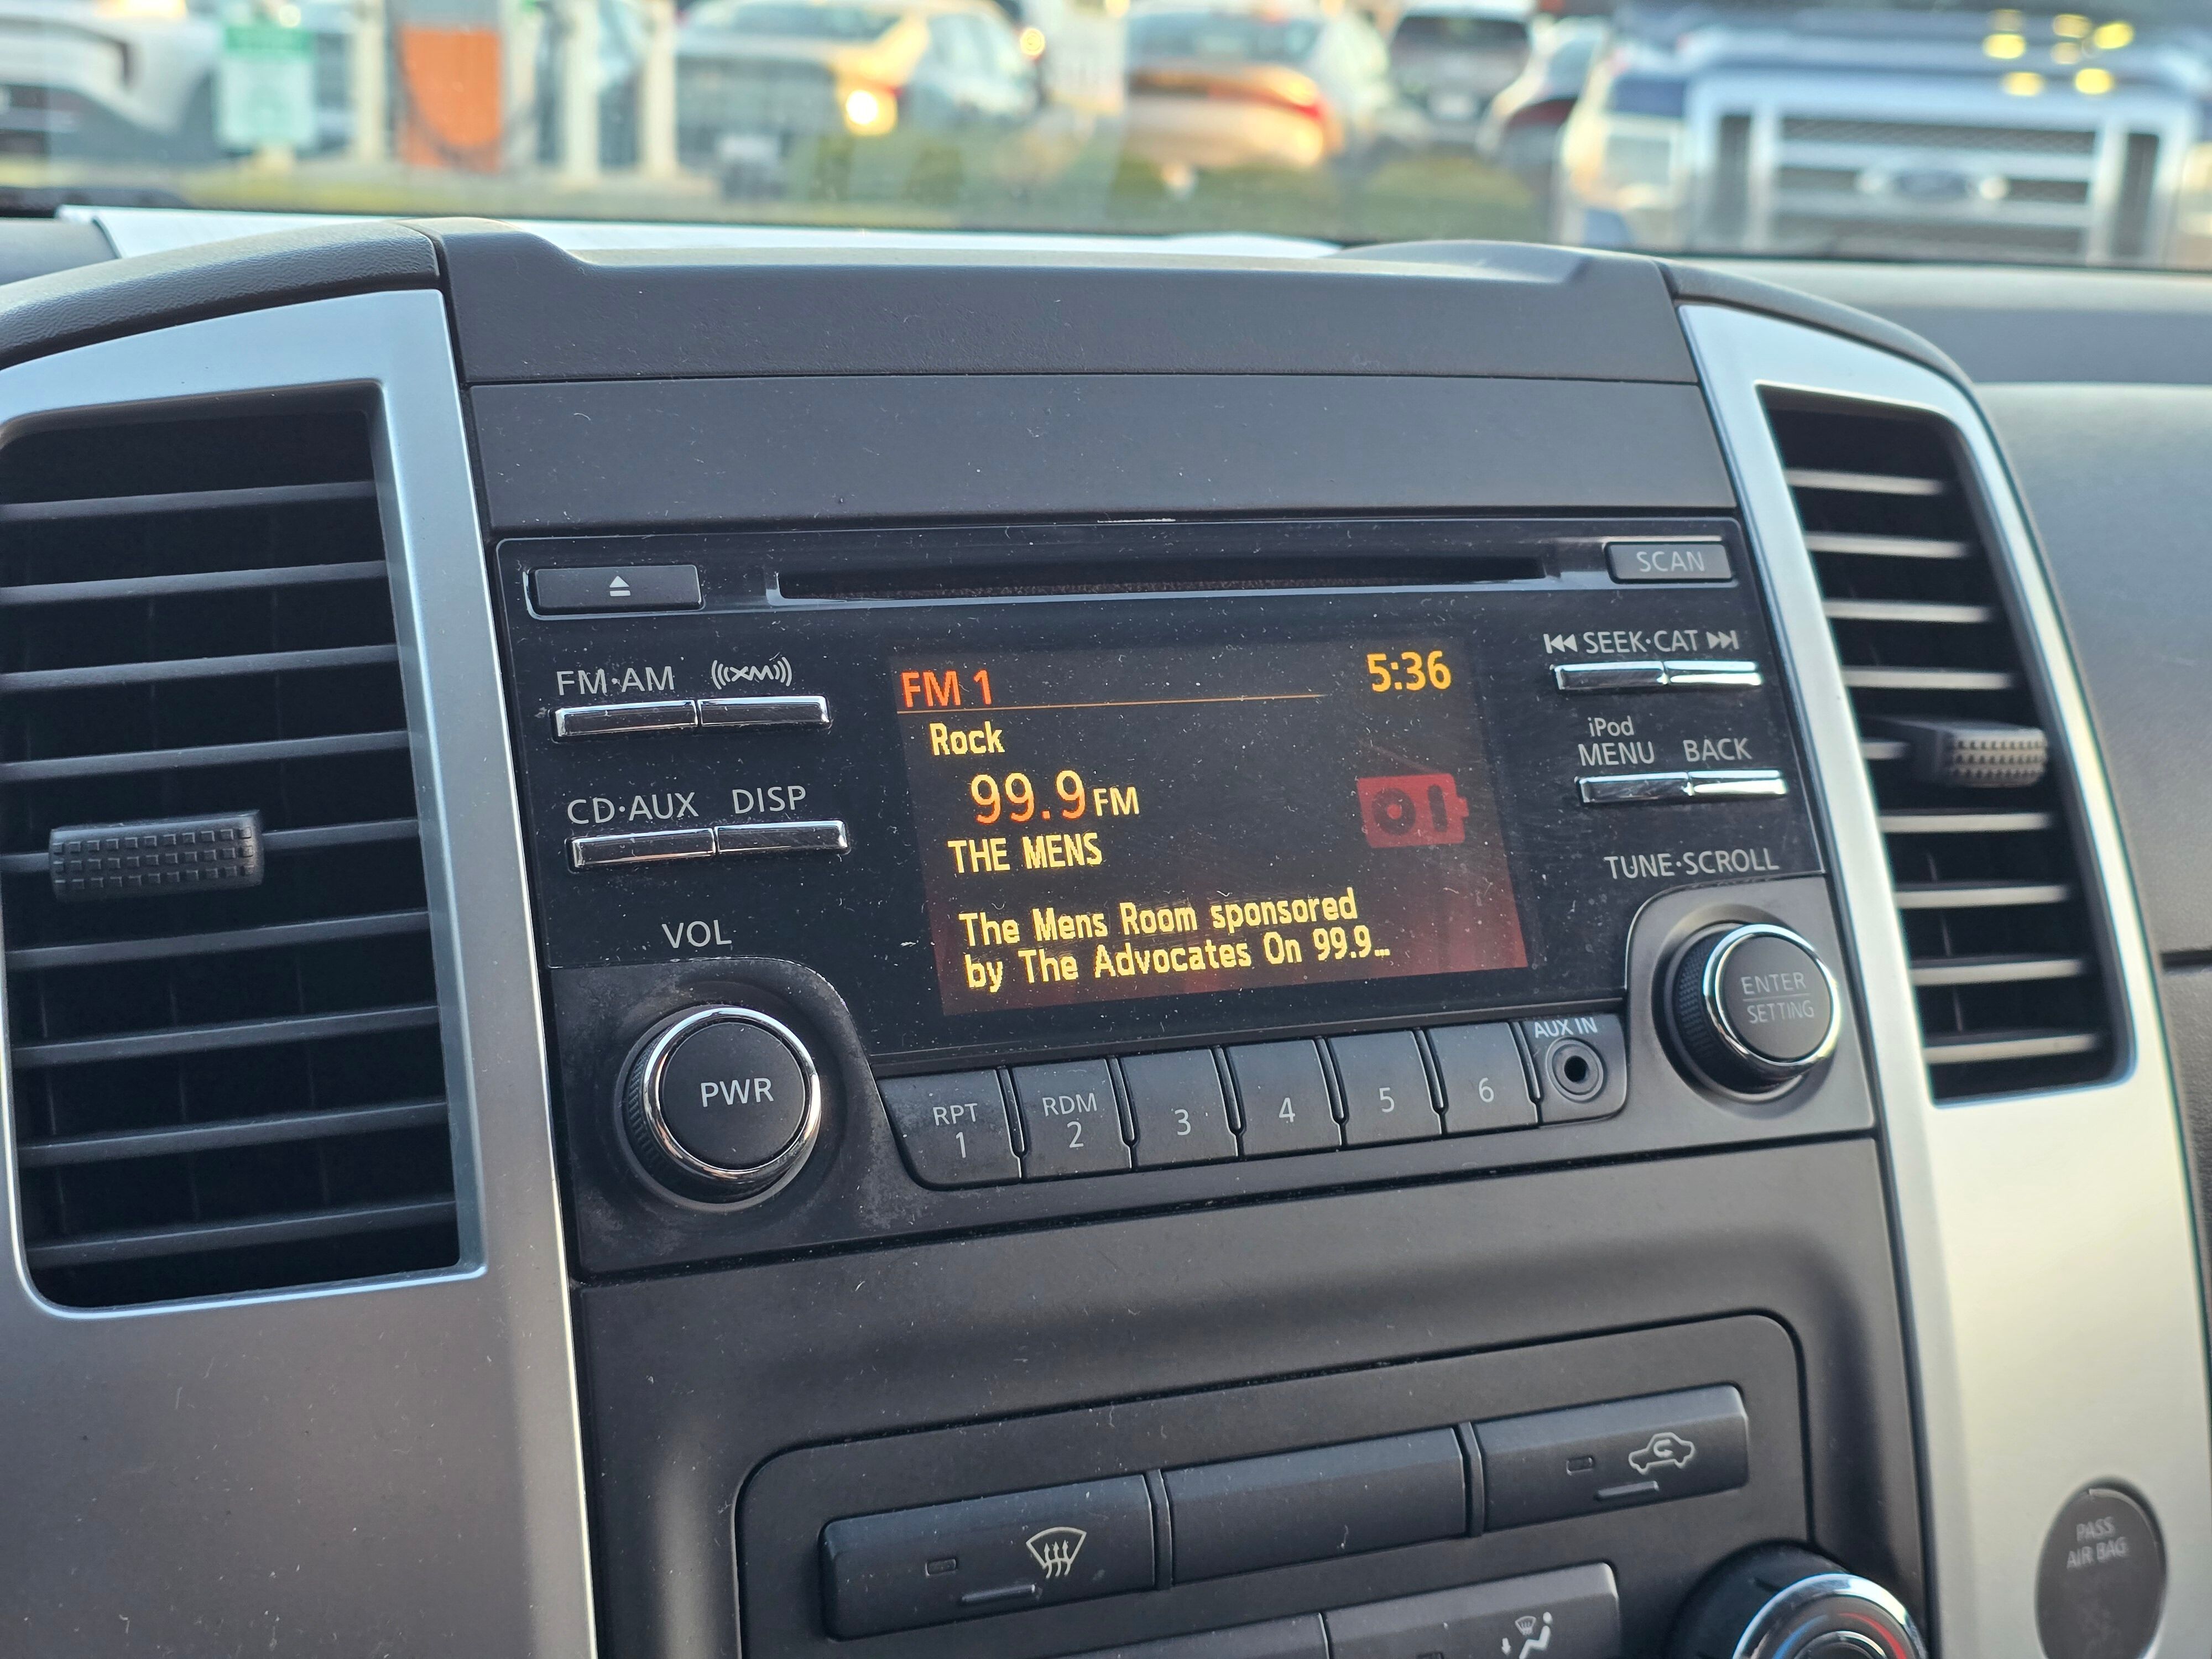 SCAN
FM·AM
((XM))
SEEK·CAT
FM 1
5:36
Rock
iPod
MENU
BACK
99.9 FM
CD·AUX
DISP
THE MENS
TUNE·SCROLL
The Mens Room sponsored
by The Advocates On 99.9…
VOL
ENTER
SETTING
AUX IN
PWR
RPT
1
RDM
2
3
4
5
6
PASS
AIR BAG